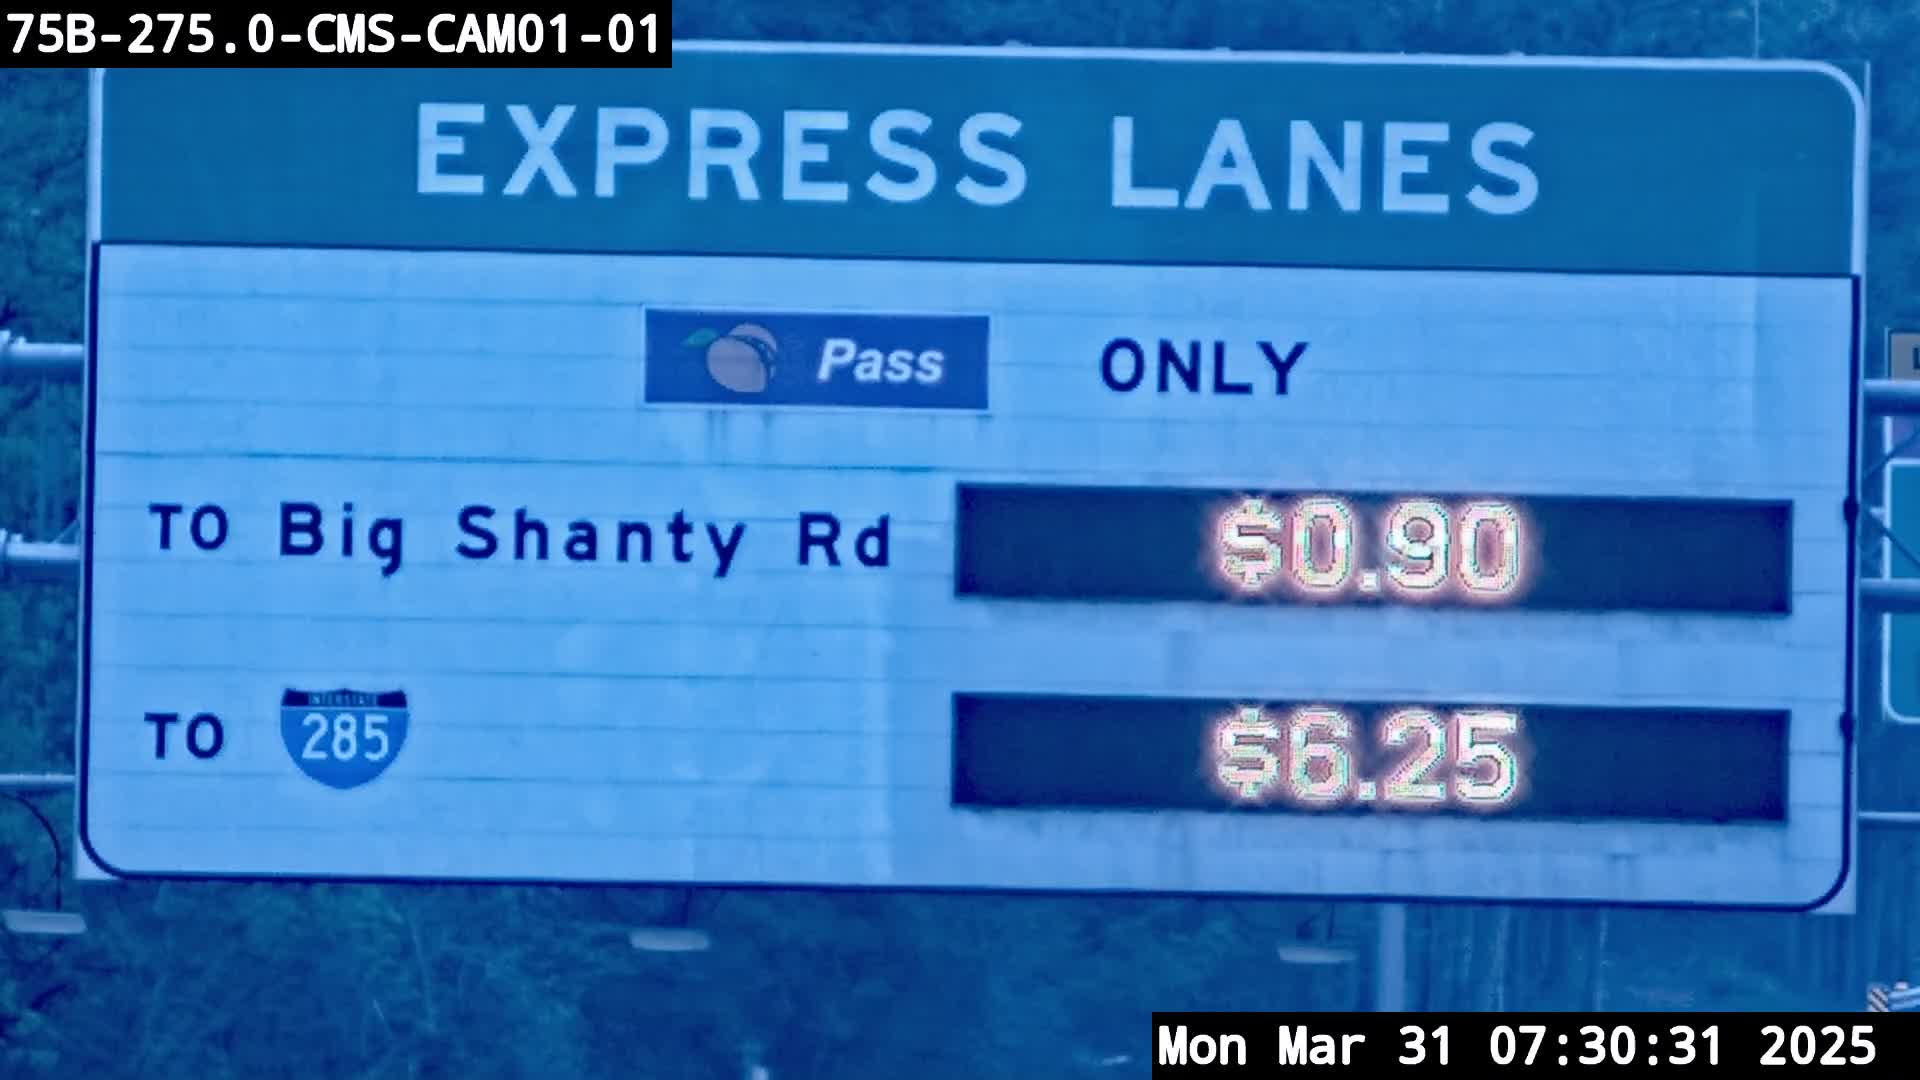 75B-275.0-CMS-CAM01-01
EXPRESS LANES
Pass ONLY
TO Big Shanty Rd $0.90
TO INTERSTATE 285 $6.25
Mon Mar 31 07:30:31 2025